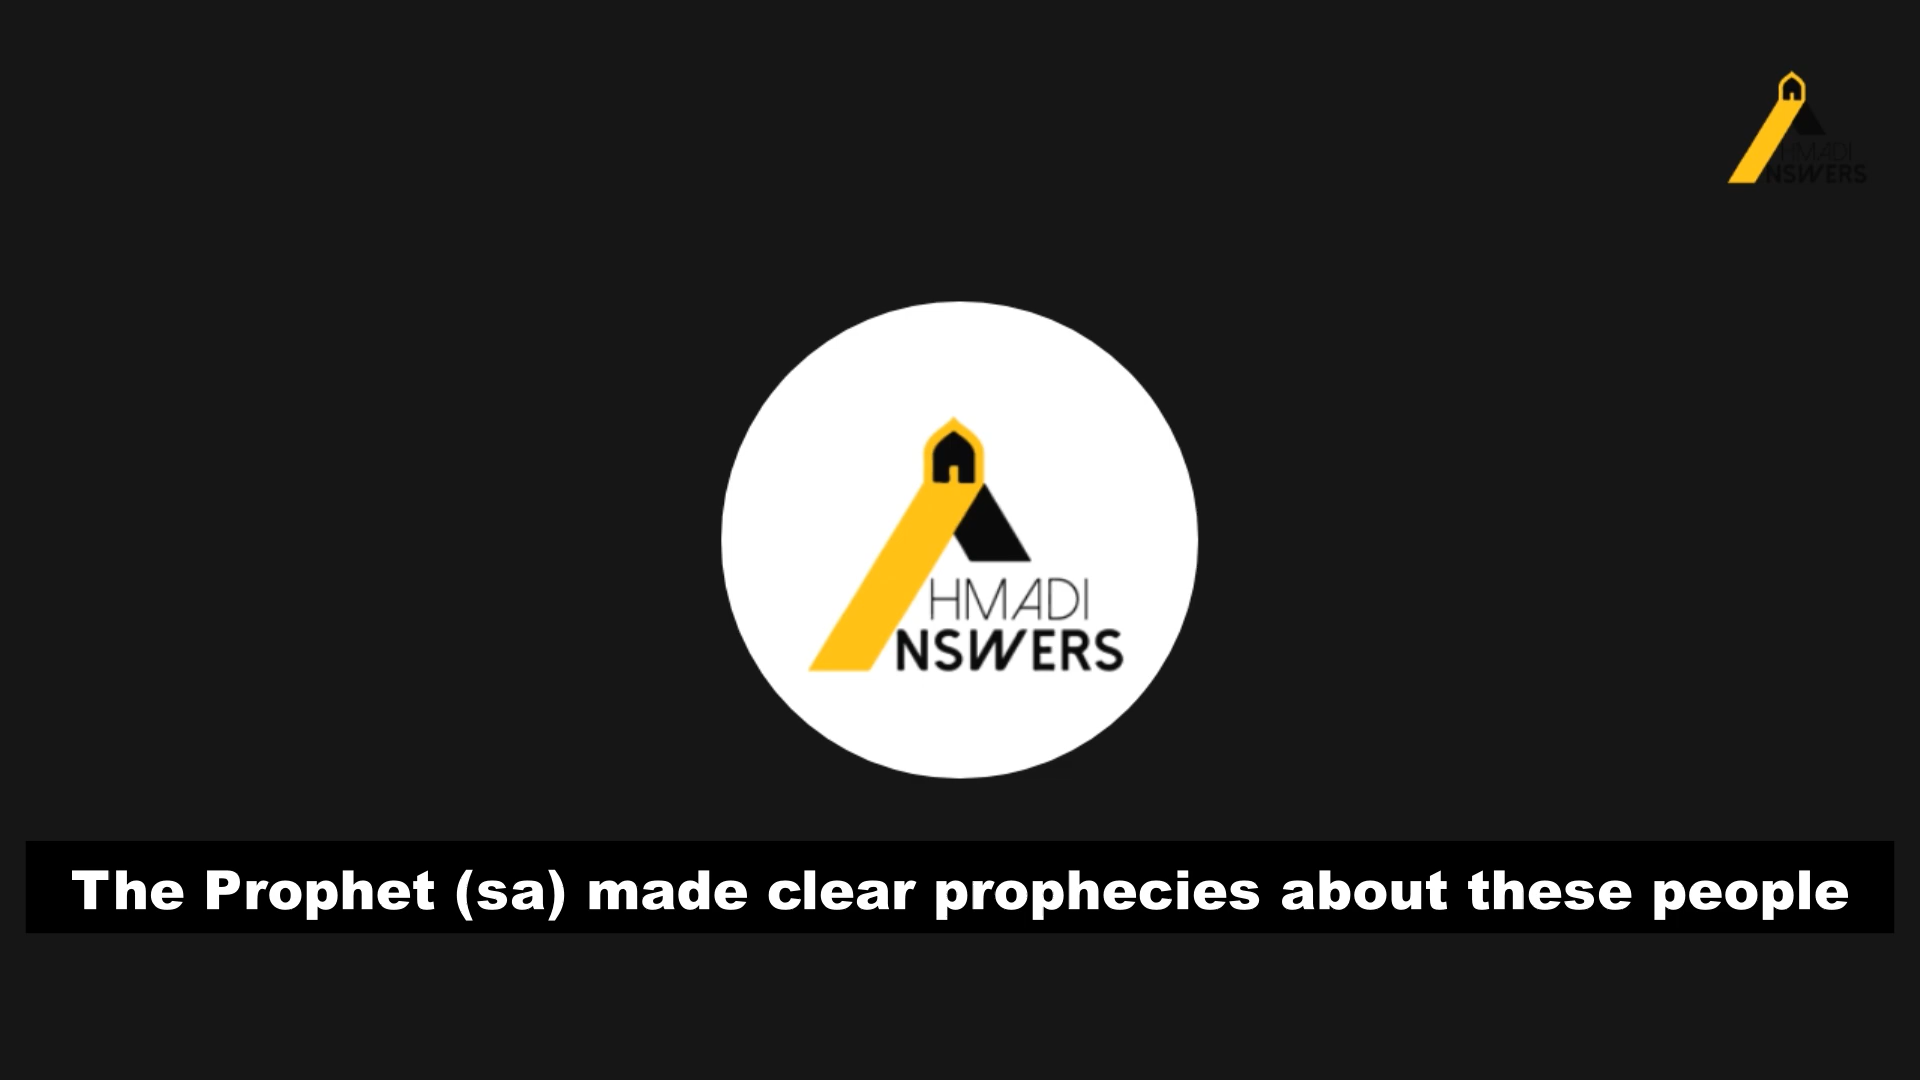 HMADI
NSWERS
HMADI
NSWERS
The Prophet (sa) made clear prophecies about these people